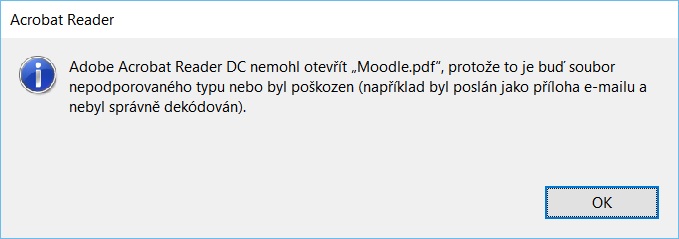 Acrobat Reader
Adobe Acrobat Reader DC nemohl otevřít „Moodle.pdf“, protože to je buď soubor
nepodporovaného typu nebo byl poškozen (například byl poslán jako příloha e-mailu a
nebyl správně dekódován).
OK